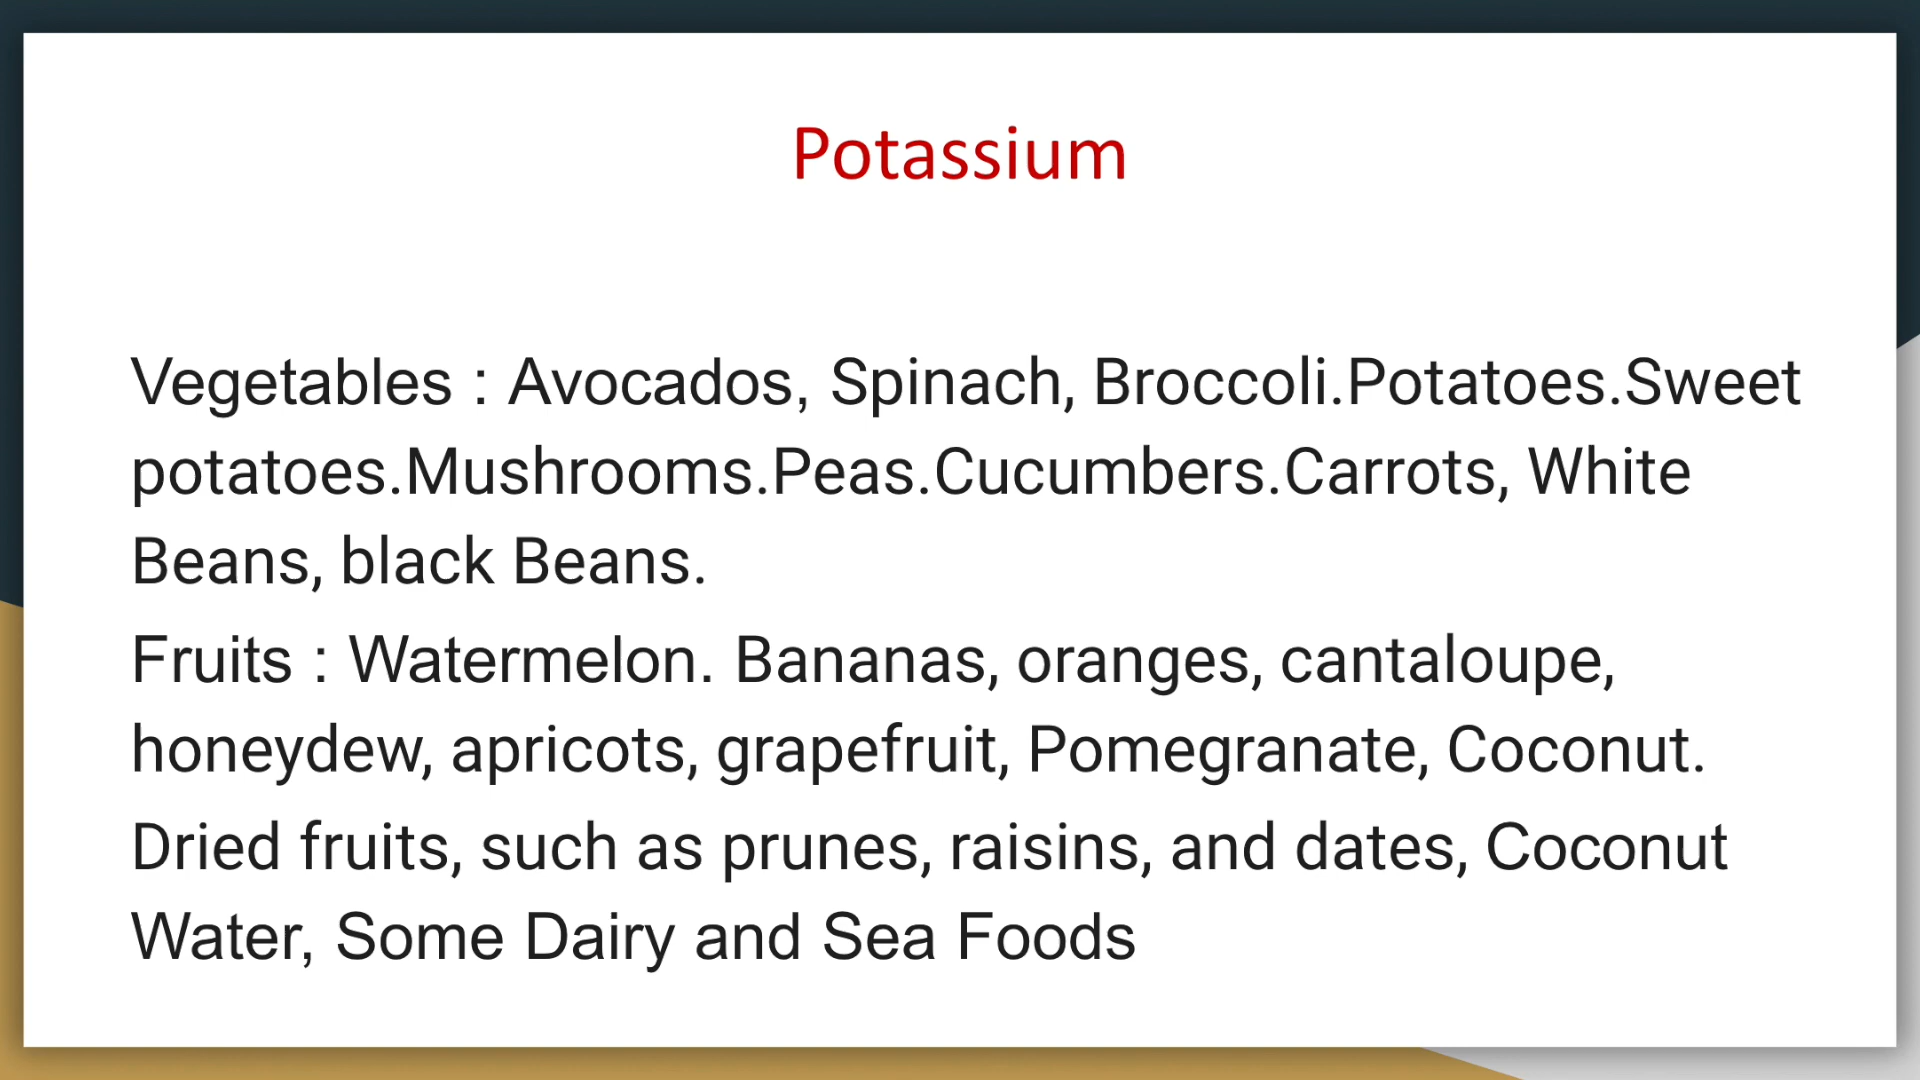 Potassium
Vegetables : Avocados, Spinach, Broccoli.Potatoes.Sweet
potatoes.Mushrooms.Peas.Cucumbers.Carrots, White
Beans, black Beans.
Fruits : Watermelon. Bananas, oranges, cantaloupe,
honeydew, apricots, grapefruit, Pomegranate, Coconut.
Dried fruits, such as prunes, raisins, and dates, Coconut
Water, Some Dairy and Sea Foods